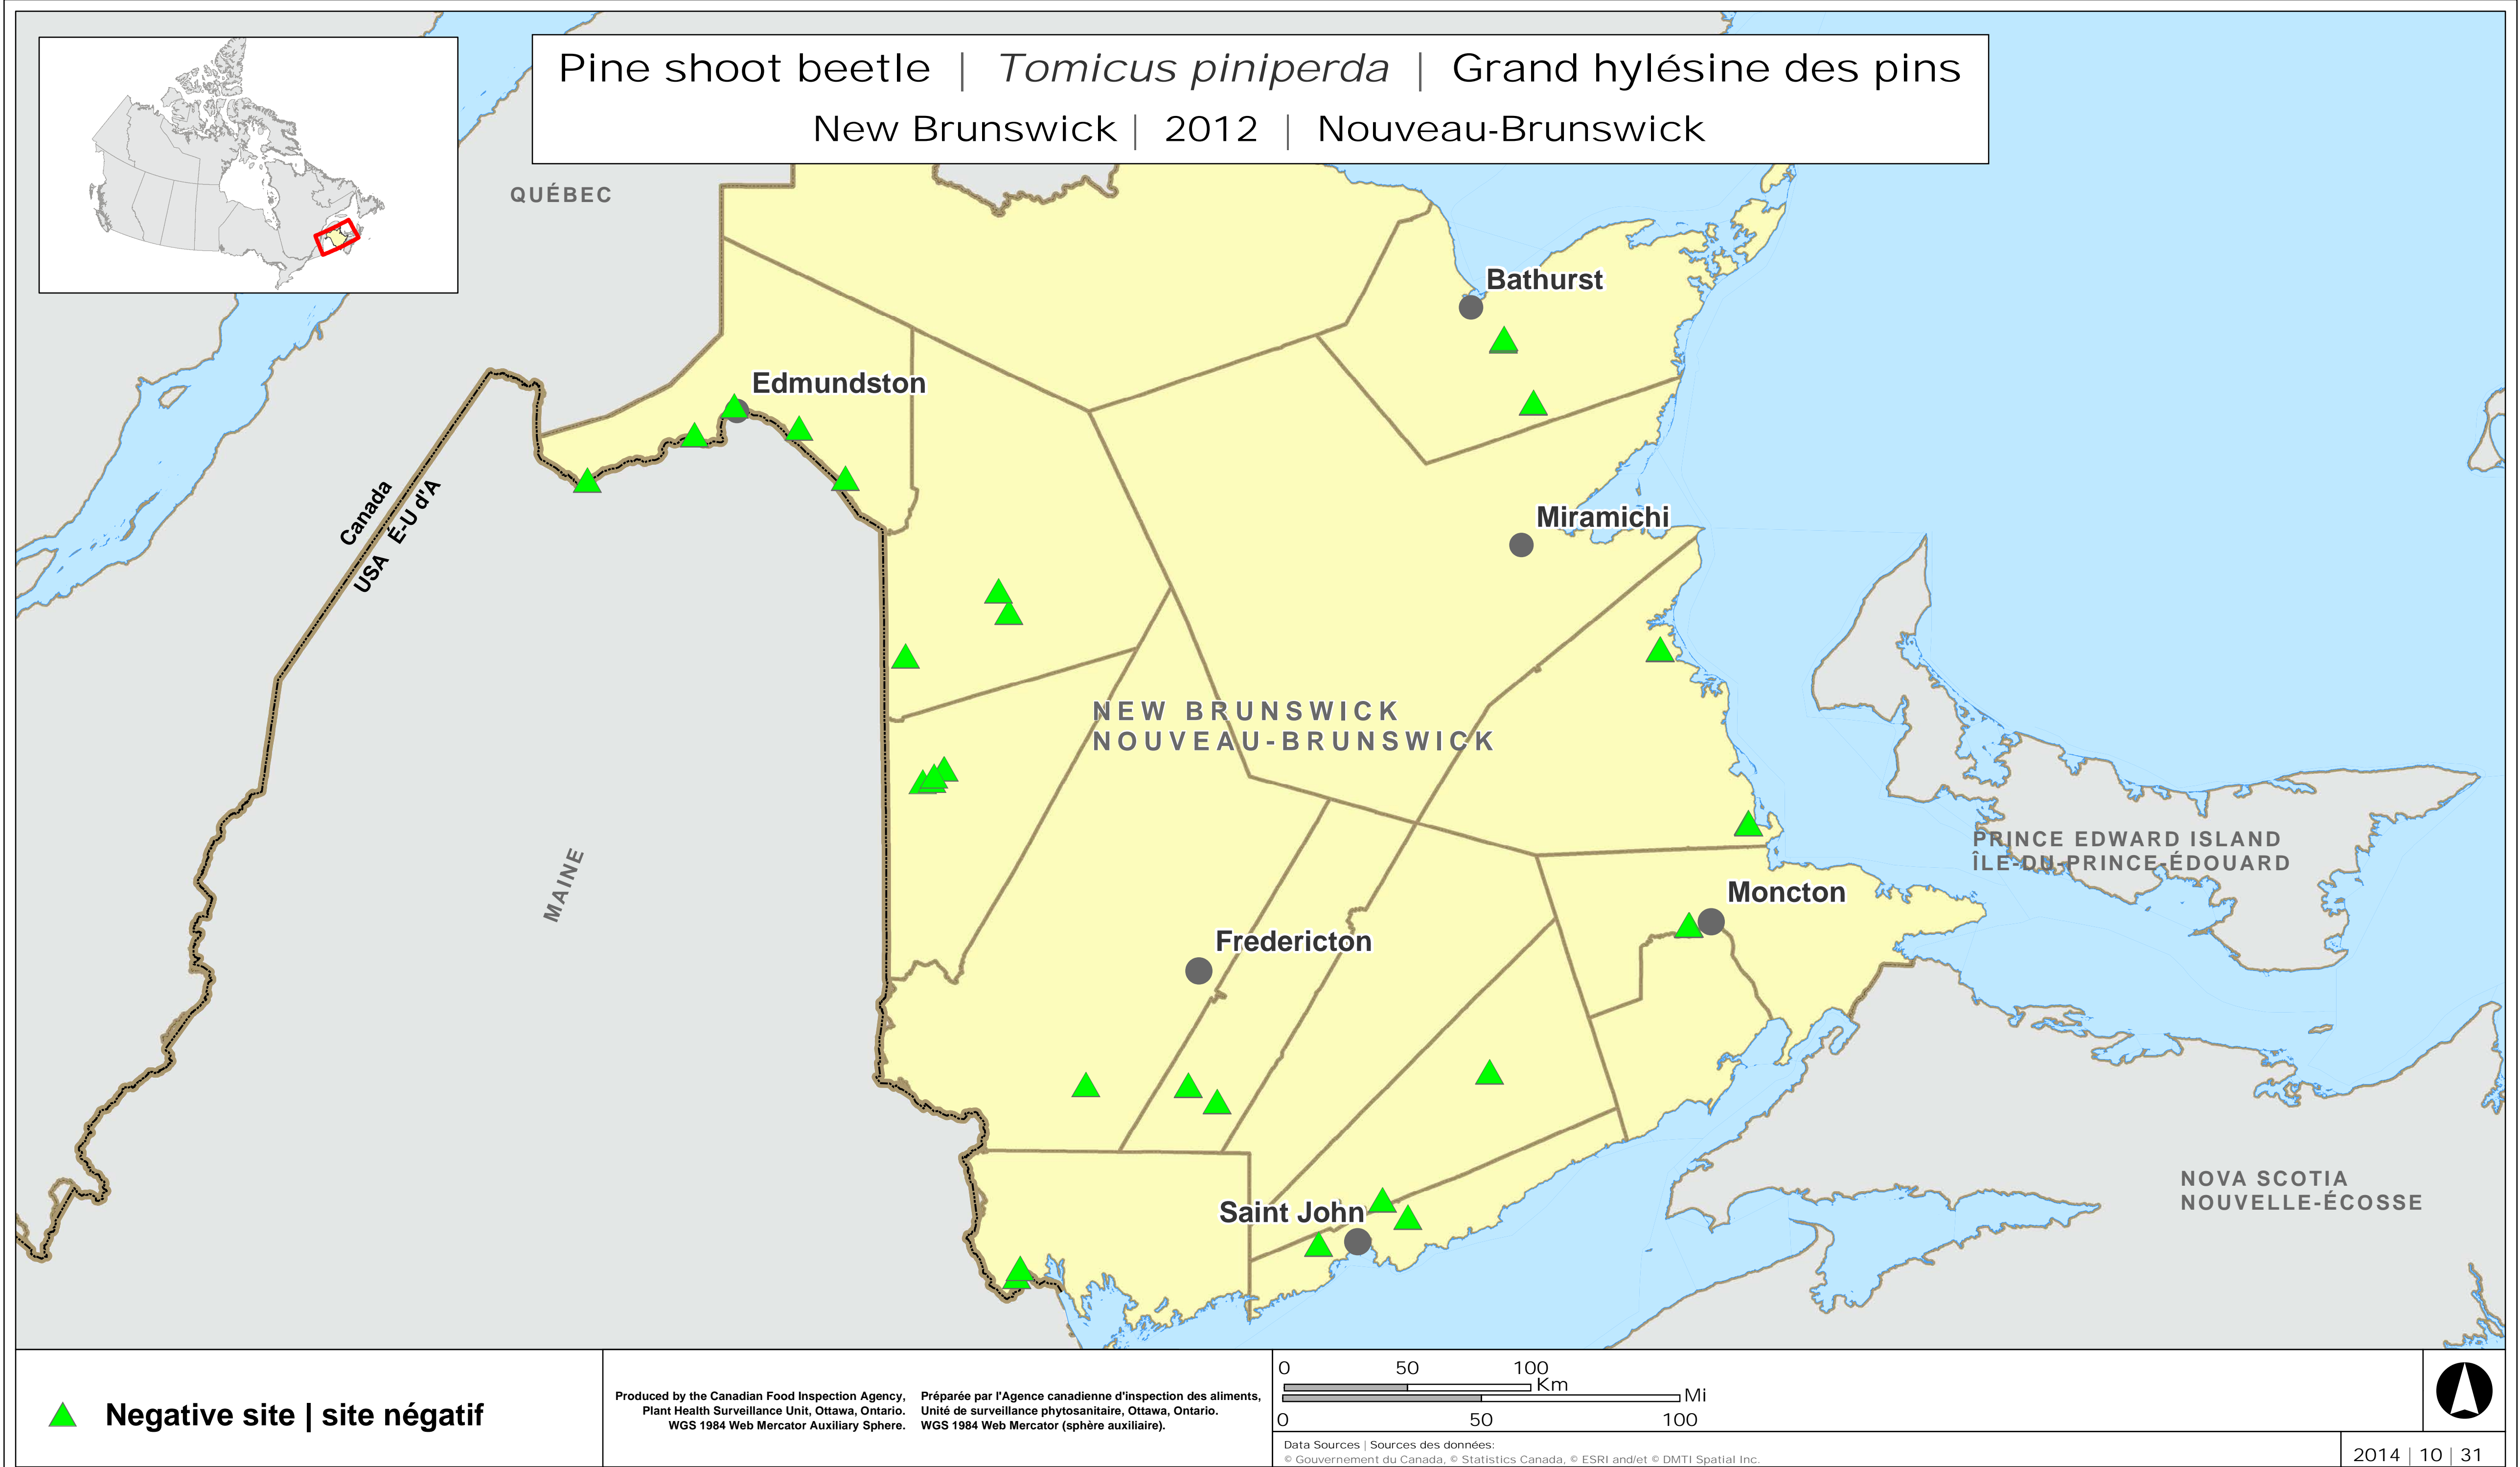 Pine shoot beetle | Tomicus piniperda | Grand hylésine des pins
New Brunswick | 2012 | Nouveau-Brunswick
QUÉBEC
Bathurst
Edmundston
Canada
USA É-U d'A
Miramichi
NEW BRUNSWICK
NOUVEAU-BRUNSWICK
PRINCE EDWARD ISLAND
ÎLE-DU-PRINCE-ÉDOUARD
MAINE
Moncton
Fredericton
NOVA SCOTIA
NOUVELLE-ÉCOSSE
Saint John
Negative site | site négatif
Produced by the Canadian Food Inspection Agency,
Plant Health Surveillance Unit, Ottawa, Ontario.
WGS 1984 Web Mercator Auxiliary Sphere.
Préparée par l'Agence canadienne d'inspection des aliments,
Unité de surveillance phytosanitaire, Ottawa, Ontario.
WGS 1984 Web Mercator (sphère auxiliaire).
0 50 100
Km
Mi
0 50 100
Data Sources | Sources des données:
© Gouvernement du Canada, © Statistics Canada, © ESRI and/et © DMTI Spatial Inc.
2014 | 10 | 31